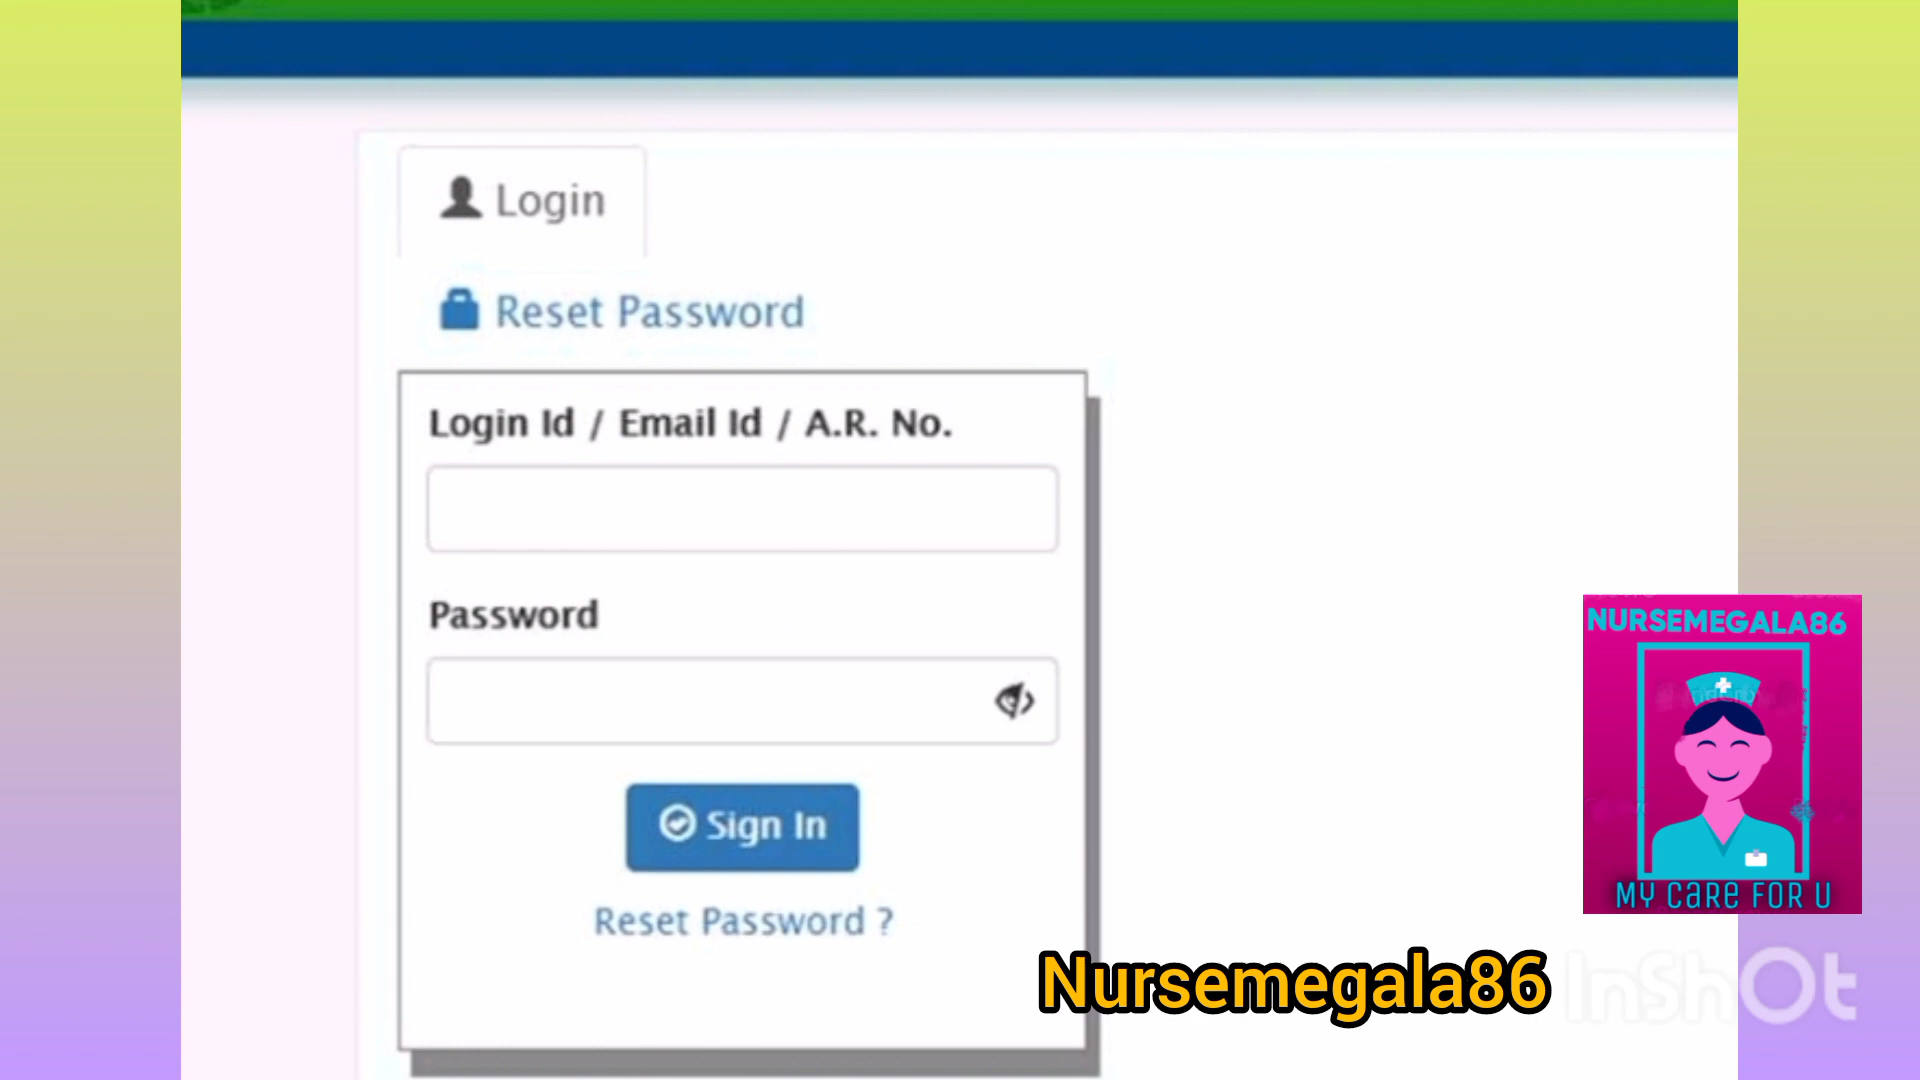 Login
Reset Password
Login Id / Email Id / A.R. No.
Password
Sign In
Reset Password ?
NURSEMEGALA86
MY CARE FOR U
Nursemegala86
InShOt